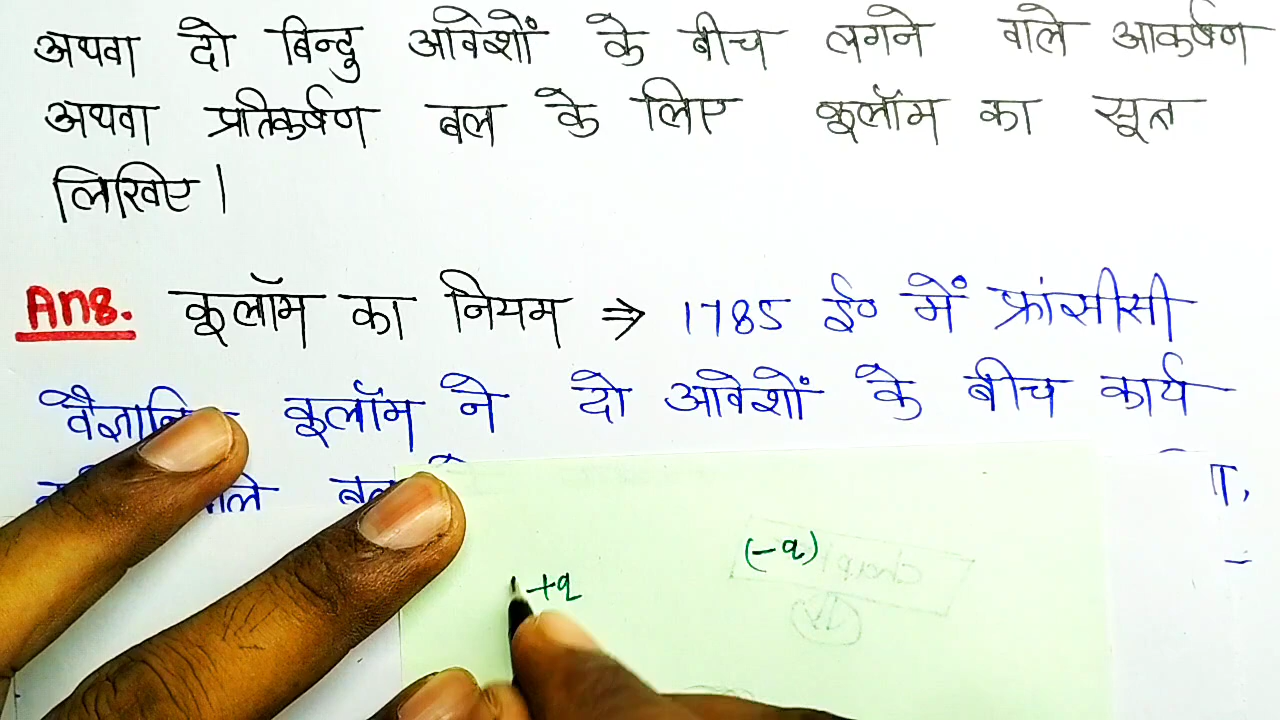 अथवा दो बिन्दु आवेशों के बीच लगने वाले आकर्षण
अथवा प्रतिकर्षण बल के लिए कूलॉम का सूत्र
लिखिए।
Ans. कूलॉम का नियम ⇒ 1785 ई० में फ्रांसीसी
कूलॉम ने दो आवेशों के बीच कार्य
(-q)
+q